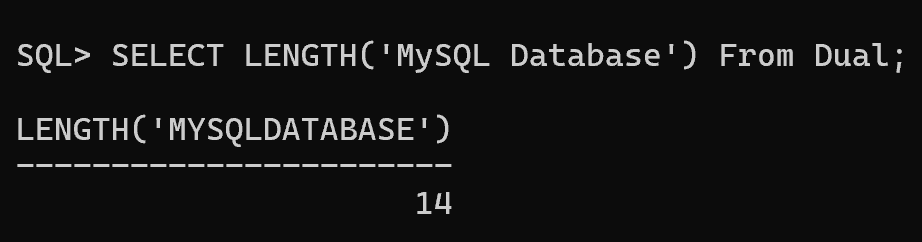 SQL> SELECT LENGTH('MySQL Database') From Dual;
LENGTH('MYSQLDATABASE')
-----------------------
14